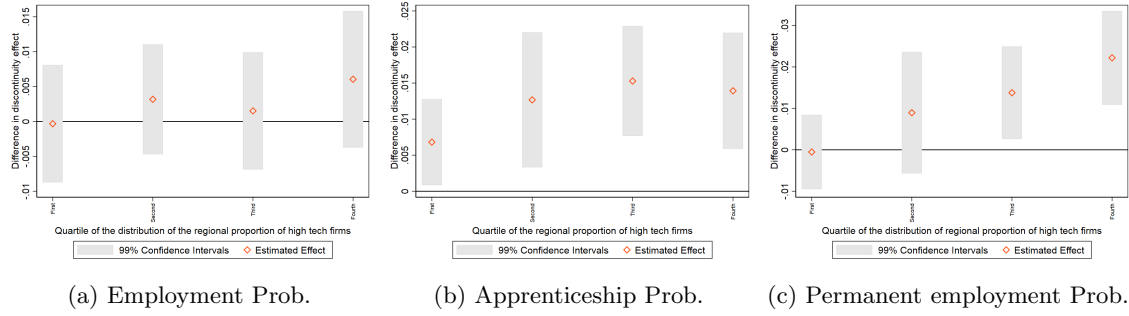 Difference in discontinuity effect
.015
.01
.005
0
-.005
-.01
First
Second
Third
Fourth
Quartile of the distribution of the regional proportion of high tech firms
99% Confidence Intervals
Estimated Effect
(a) Employment Prob.
Difference in discontinuity effect
.025
.02
.015
.01
.005
0
First
Second
Third
Fourth
Quartile of the distribution of the regional proportion of high tech firms
99% Confidence Intervals
Estimated Effect
(b) Apprenticeship Prob.
Difference in discontinuity effect
.03
.02
.01
0
-.01
First
Second
Third
Fourth
Quartile of the distribution of regional proportion of high tech firms
99% Confidence Intervals
Estimated Effect
(c) Permanent employment Prob.